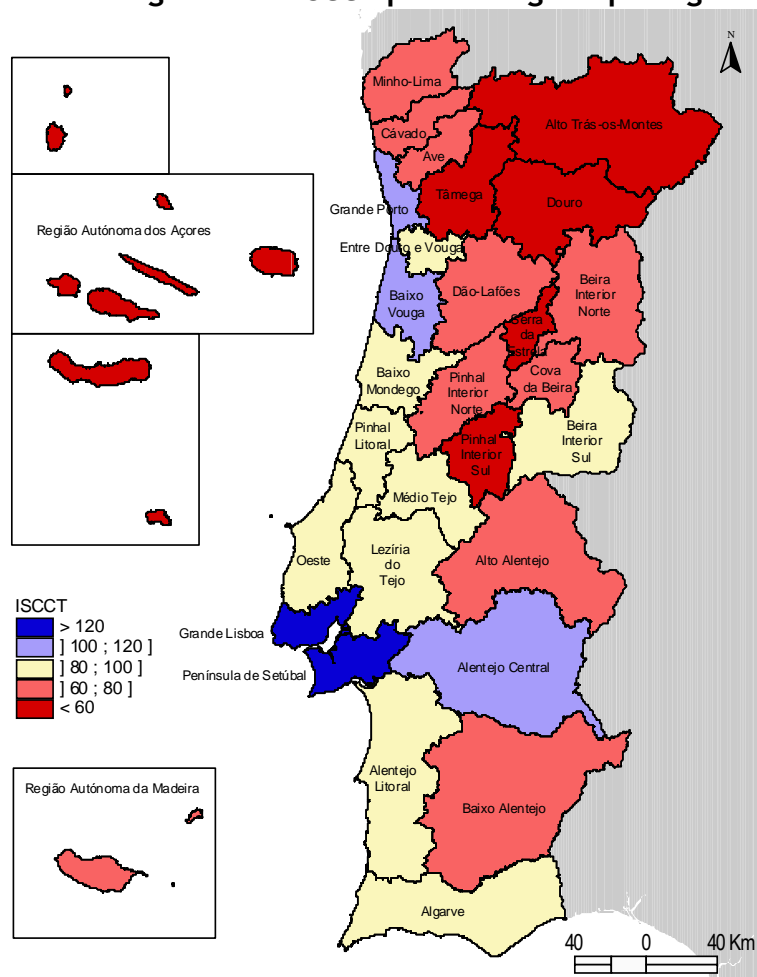 N
Minho-Lima
Cávado
Ave
Alto Trás-os-Montes
Tâmega
Douro
Grande Porto
Região Autónoma dos Açores
Entre Douro e Vouga
Baixo
Vouga
Dão-Lafões
Beira
Interior
Norte
Serra
da
Estrela
Baixo
Mondego
Pinhal
Interior
Norte
Cova
da Beira
Pinhal
Litoral
Pinhal
Interior
Sul
Beira
Interior
Sul
Médio Tejo
Oeste
Lezíria
do
Tejo
Alto Alentejo
ISCCT
> 120
] 100 ; 120 ]
] 80 ; 100 ]
] 60 ; 80 ]
< 60
Grande Lisboa
Península de Setúbal
Alentejo Central
Região Autónoma da Madeira
Alentejo
Litoral
Baixo Alentejo
Algarve
40 0 40 Km